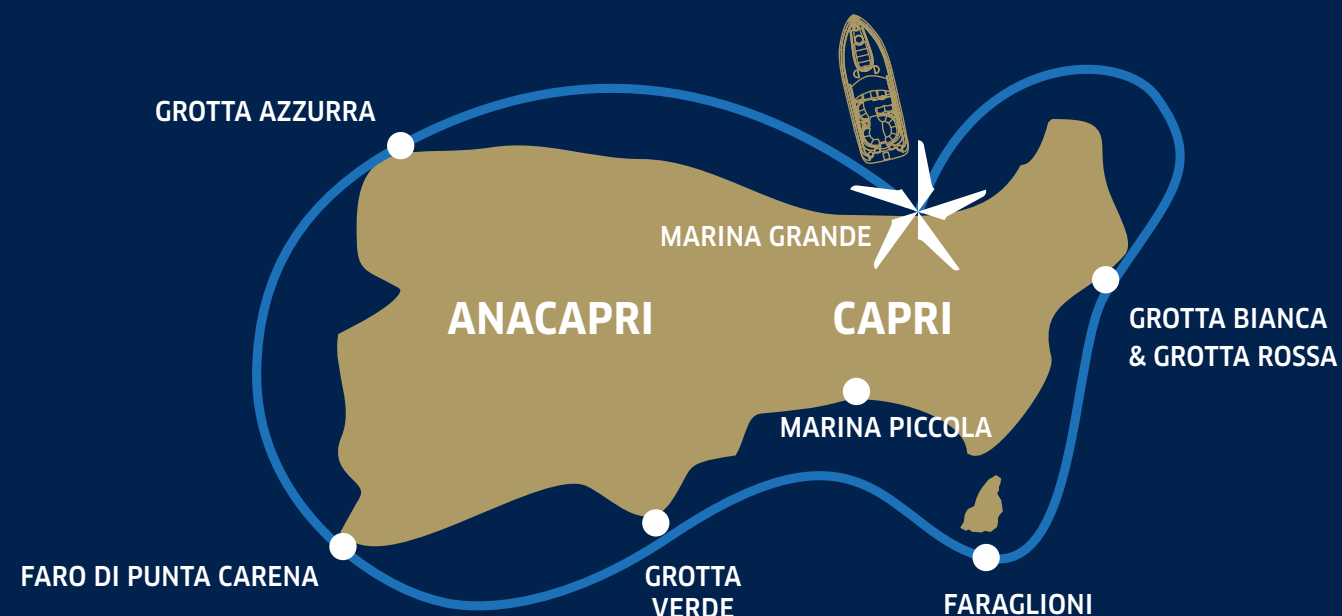 GROTTA AZZURRA
MARINA GRANDE
ANACAPRI
CAPRI
GROTTA BIANCA
& GROTTA ROSSA
MARINA PICCOLA
FARO DI PUNTA CARENA
GROTTA
VERDE
FARAGLIONI